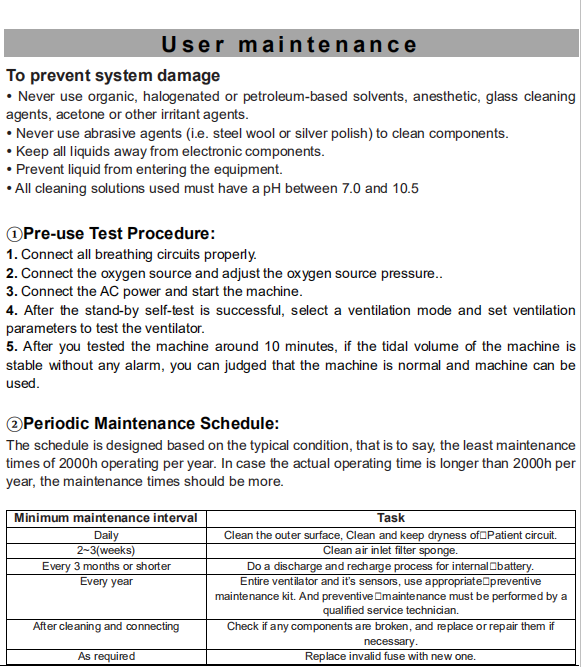 User maintenance
To prevent system damage
• Never use organic, halogenated or petroleum-based solvents, anesthetic, glass cleaning
agents, acetone or other irritant agents.
• Never use abrasive agents (i.e. steel wool or silver polish) to clean components.
• Keep all liquids away from electronic components.
• Prevent liquid from entering the equipment.
• All cleaning solutions used must have a pH between 7.0 and 10.5
①Pre-use Test Procedure:
1. Connect all breathing circuits properly.
2. Connect the oxygen source and adjust the oxygen source pressure..
3. Connect the AC power and start the machine.
4. After the stand-by self-test is successful, select a ventilation mode and set ventilation
parameters to test the ventilator.
5. After you tested the machine around 10 minutes, if the tidal volume of the machine is
stable without any alarm, you can judged that the machine is normal and machine can be
used.
②Periodic Maintenance Schedule:
The schedule is designed based on the typical condition, that is to say, the least maintenance
times of 2000h operating per year. In case the actual operating time is longer than 2000h per
year, the maintenance times should be more.
Minimum maintenance interval Task
Daily Clean the outer surface, Clean and keep dryness of□Patient circuit.
2~3(weeks) Clean air inlet filter sponge.
Every 3 months or shorter Do a discharge and recharge process for internal□battery.
Every year Entire ventilator and it's sensors, use appropriate□preventive
maintenance kit. And preventive□maintenance must be performed by a
qualified service technician.
After cleaning and connecting Check if any components are broken, and replace or repair them if
necessary.
As required Replace invalid fuse with new one.